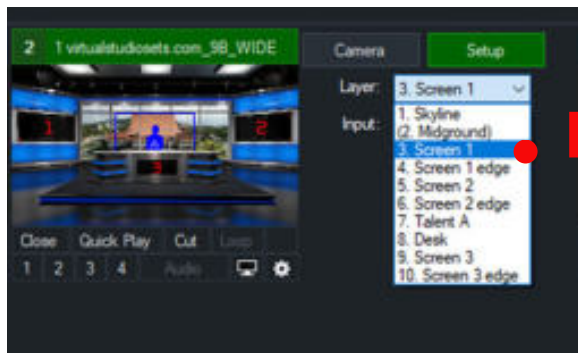 2 1 virtualstudiosets.com_9B_WIDE
Camera Setup
Layer: 3. Screen 1
Input:
1. Skyline
(2. Midground)
3. Screen 1
4. Screen 1 edge
5. Screen 2
6. Screen 2 edge
7. Talent A
8. Desk
9. Screen 3
10. Screen 3 edge
1 2
A
3
Close Quick Play Cut Loop
1 2 3 4 Audio